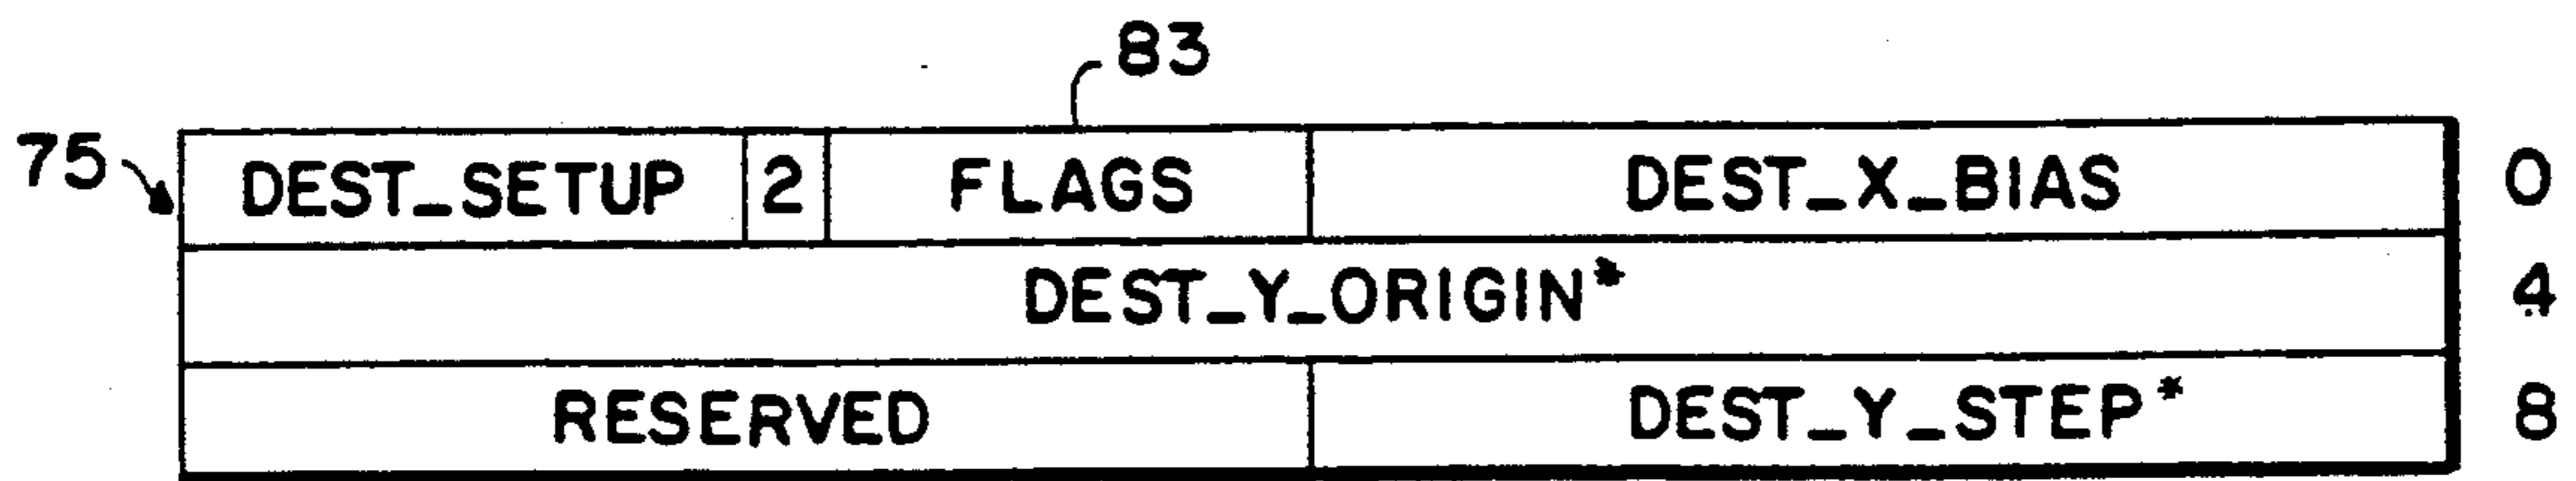 83
75 DEST_SETUP 2 FLAGS DEST_X_BIAS 0
DEST_Y_ORIGIN* 4
RESERVED DEST_Y_STEP* 8